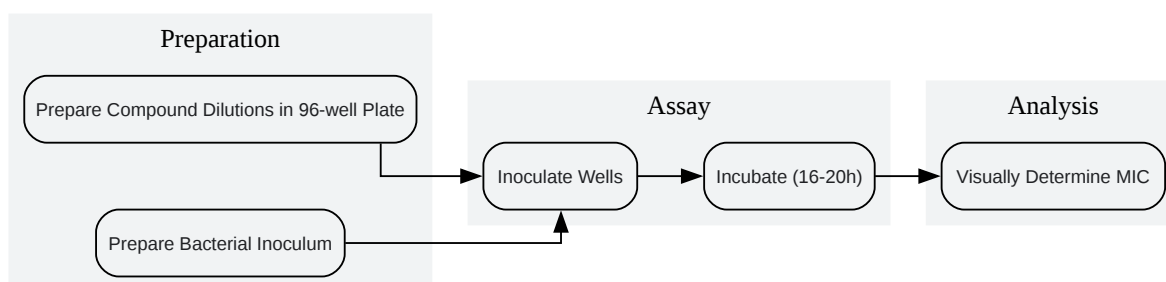 Preparation
Prepare Compound Dilutions in 96-well Plate
Prepare Bacterial Inoculum
Assay
Inoculate Wells
Incubate (16-20h)
Analysis
Visually Determine MIC